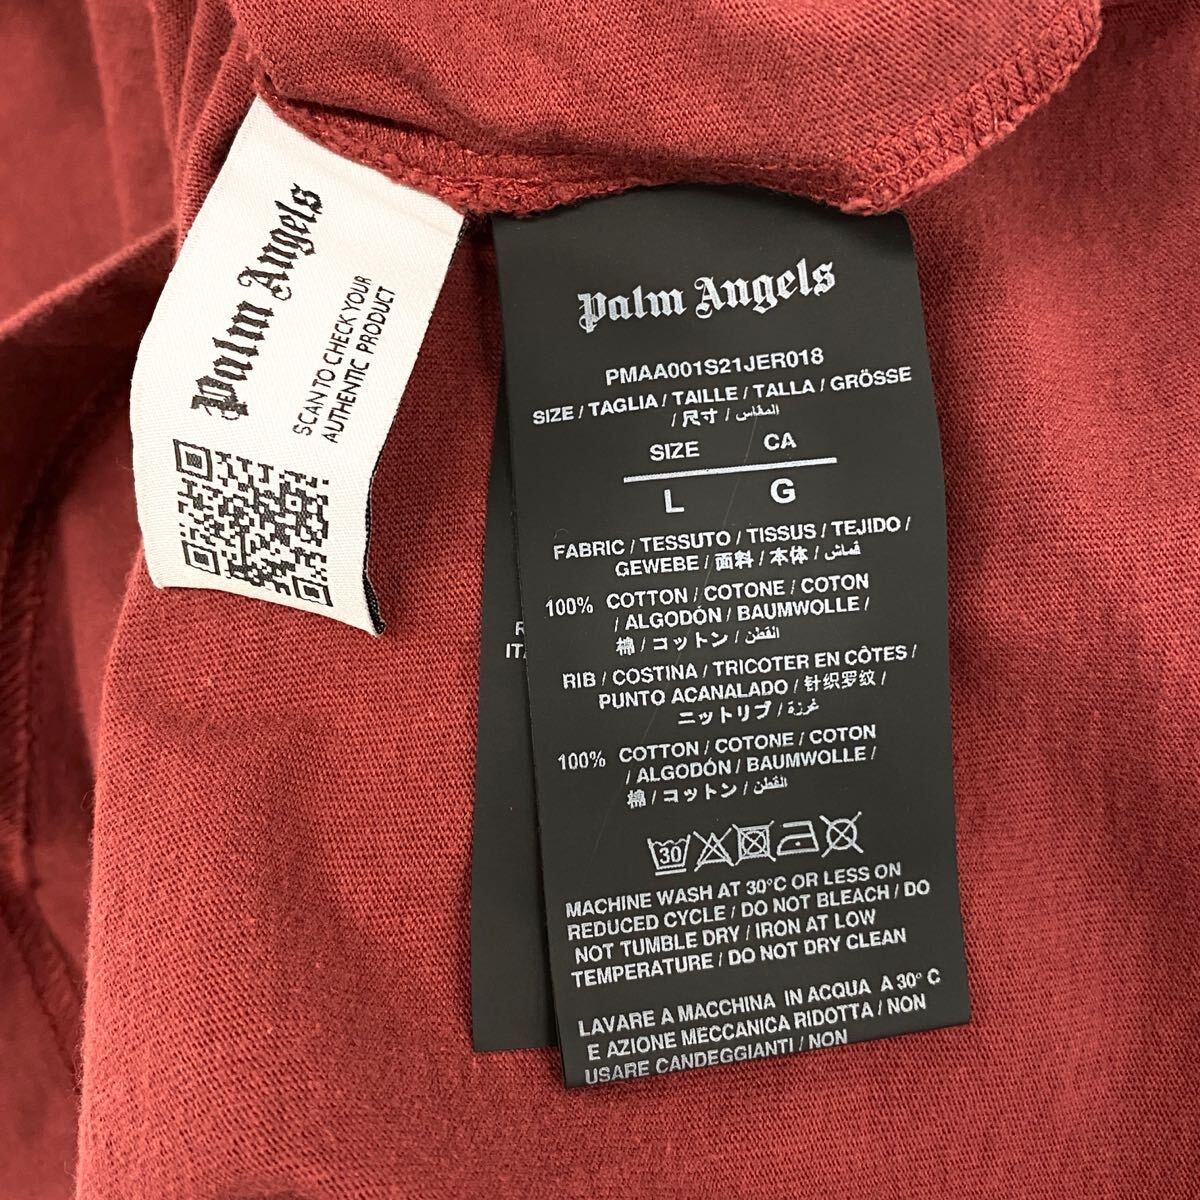 Palm Angels
SCAN TO CHECK YOUR
AUTHENTIC PRODUCT
Palm Angels
PMAA001S21JER018
SIZE / TAGLIA / TAILLE / TALLA / GRÖSSE
/ 尺寸 / المقاس
SIZE CA
L G
FABRIC / TESSUTO / TISSUS / TEJIDO /
GEWEBE / 面料 / 本体 / قماش
100% COTTON / COTONE / COTON
/ ALGODÓN / BAUMWOLLE /
棉 / コットン / القطن
RIB / COSTINA / TRICOTER EN CÔTES /
PUNTO ACANALADO / 针织罗纹 /
ニットリブ / غرزة
100% COTTON / COTONE / COTON
/ ALGODÓN / BAUMWOLLE /
棉 / コットン / القطن
30
MACHINE WASH AT 30°C OR LESS ON
REDUCED CYCLE / DO NOT BLEACH / DO
NOT TUMBLE DRY / IRON AT LOW
TEMPERATURE / DO NOT DRY CLEAN
LAVARE A MACCHINA IN ACQUA A 30° C
E AZIONE MECCANICA RIDOTTA / NON
USARE CANDEGGIANTI / NON